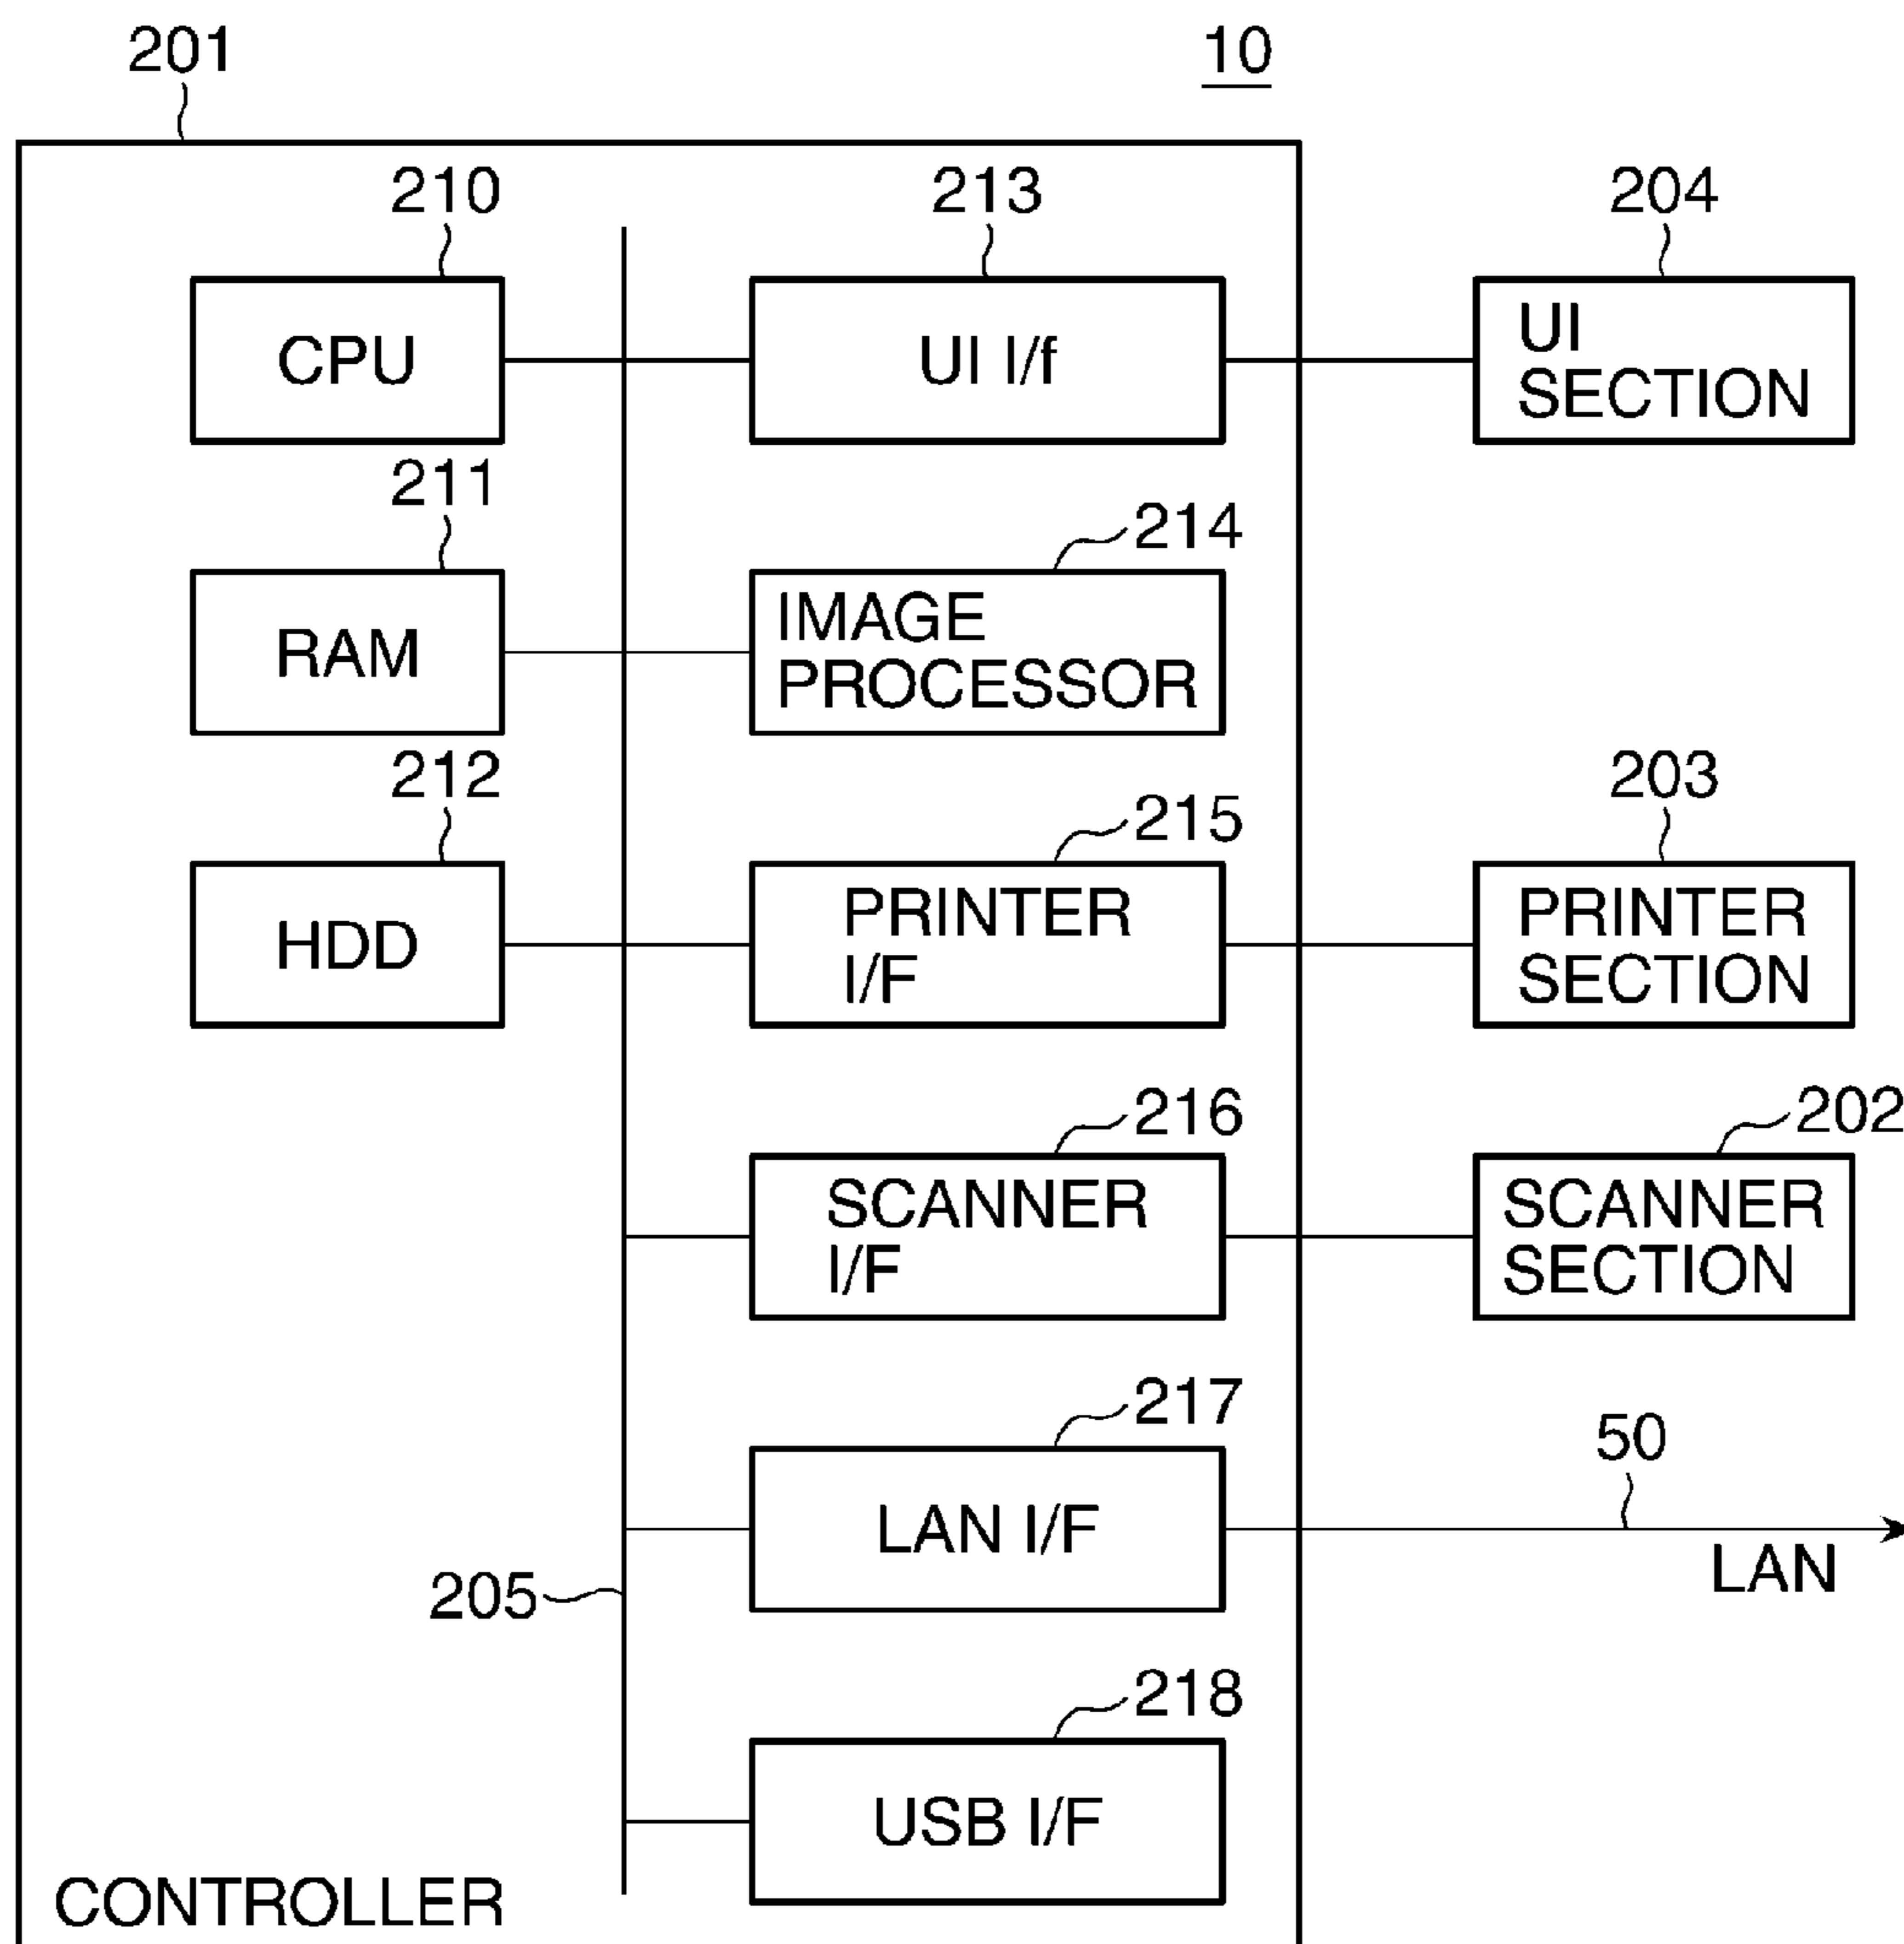 201
10
210
213
204
CPU
UI I/f
UI
SECTION
211
214
RAM
IMAGE
PROCESSOR
212
215
203
HDD
PRINTER
I/F
PRINTER
SECTION
216
202
SCANNER
I/F
SCANNER
SECTION
217
50
LAN I/F
LAN
205
218
USB I/F
CONTROLLER